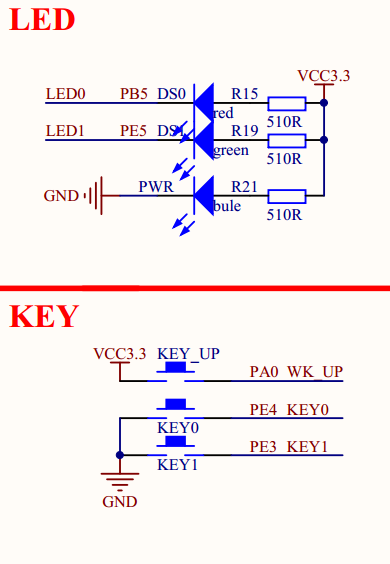 LED
VCC3.3
LED0 PB5 DS0 R15
red
510R
LED1 PE5 DS1 R19
green
510R
GND PWR R21
bule
510R
KEY
VCC3.3 KEY_UP
PA0 WK_UP
PE4 KEY0
KEY0
PE3 KEY1
KEY1
GND